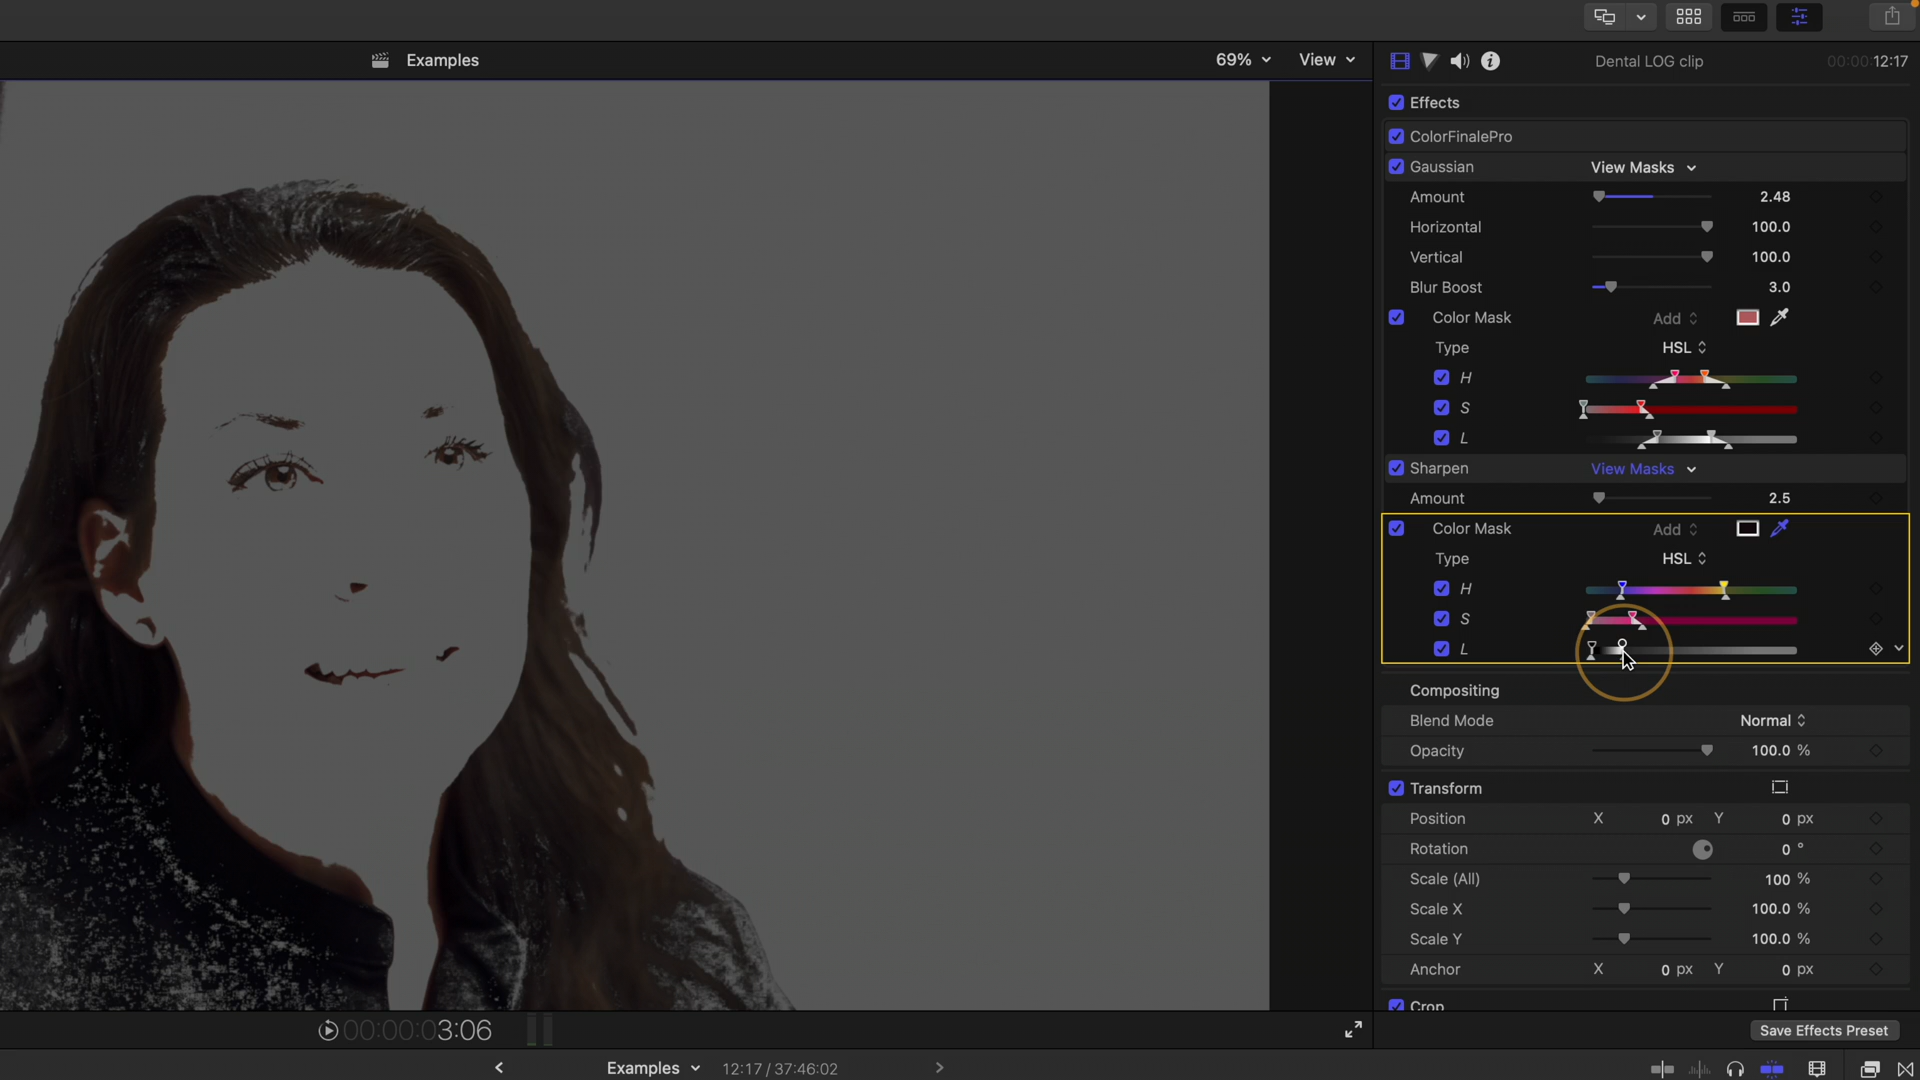 Examples
69%
View
Dental LOG clip
00:00:12:17
Effects
ColorFinalePro
Gaussian
View Masks
Amount
2.48
Horizontal
100.0
Vertical
100.0
Blur Boost
3.0
Color Mask
Add
Type
HSL
H
S
L
Sharpen
View Masks
Amount
2.5
Color Mask
Add
Type
HSL
H
S
L
Compositing
Blend Mode
Normal
Opacity
100.0 %
Transform
Position
X 0 px Y 0 px
Rotation
0 °
Scale (All)
100 %
Scale X
100.0 %
Scale Y
100.0 %
Anchor
X 0 px Y 0 px
Crop
00:00:03:06
Save Effects Preset
Examples
12:17 / 37:46:02